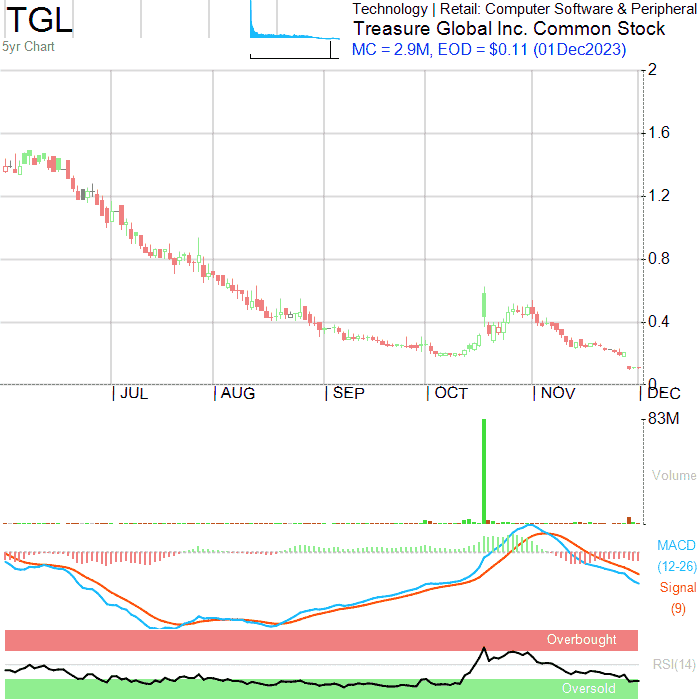 TGL
5yr Chart
Technology | Retail: Computer Software & Peripheral
Treasure Global Inc. Common Stock
MC = 2.9M, EOD = $0.11 (01Dec2023)
2
1.6
1.2
0.8
0.4
0
JUL AUG SEP OCT NOV DEC
83M
Volume
MACD
(12-26)
Signal
(9)
Overbought
RSI(14)
Oversold